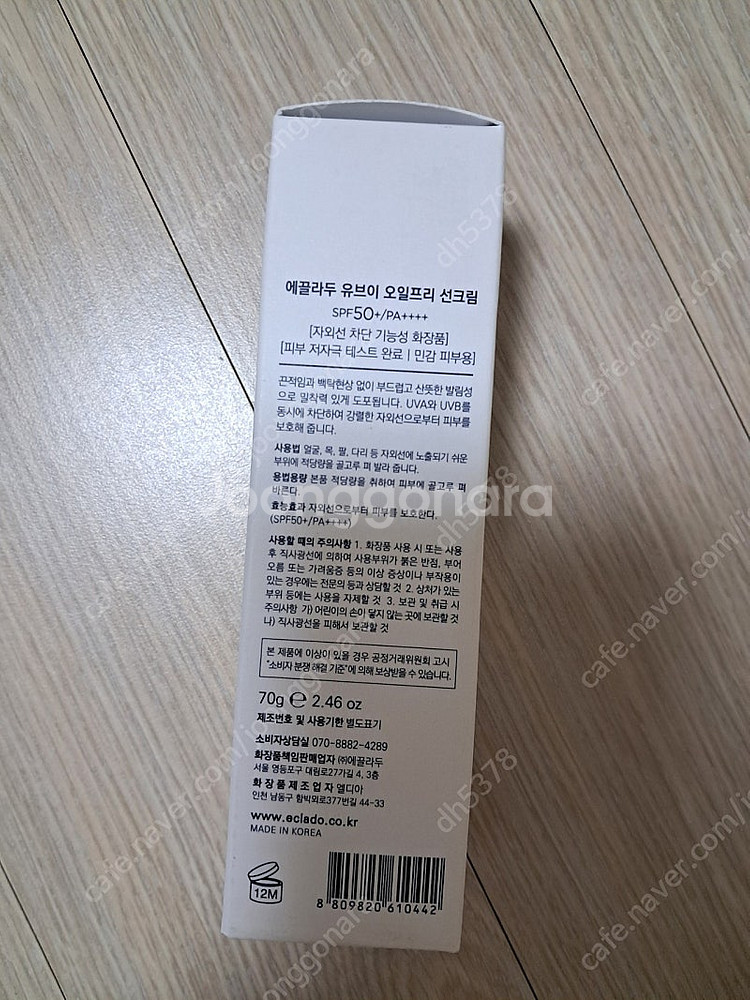 에끌라두 유브이 오일프리 선크림
SPF50+/PA++++
[자외선 차단 기능성 화장품]
[피부 저자극 테스트 완료 | 민감 피부용]
끈적임과 백탁현상 없이 부드럽고 산뜻한 발림성
으로 밀착력 있게 도포됩니다. UVA와 UVB를
동시에 차단하여 강렬한 자외선으로부터 피부를
보호해 줍니다.
사용법 얼굴, 목, 팔, 다리 등 자외선에 노출되기 쉬운
부위에 적당량을 골고루 펴 발라 줍니다.
용법용량 본품 적당량을 취하여 피부에 골고루 펴
바른다.
효능효과 자외선으로부터 피부를 보호한다.
(SPF50+/PA++++)
joonggonara
사용할 때의 주의사항 1. 화장품 사용 시 또는 사용
후 직사광선에 의하여 사용부위가 붉은 반점, 부어
오름 또는 가려움증 등의 이상 증상이나 부작용이
있는 경우에는 전문의 등과 상담할 것 2. 상처가 있는
부위 등에는 사용을 자제할 것 3. 보관 및 취급 시
주의사항 가) 어린이의 손이 닿지 않는 곳에 보관할 것
나) 직사광선을 피해서 보관할 것
본 제품에 이상이 있을 경우 공정거래위원회 고시
"소비자 분쟁 해결 기준"에 의해 보상받을 수 있습니다.
70g ℮ 2.46 oz
제조번호 및 사용기한 별도표기
소비자상담실 070-8882-4289
화장품책임판매업자 ㈜에끌라두
서울 영등포구 대림로27가길 4, 3층
화장품제조업자 엘디아
인천 남동구 함박뫼로377번길 44-33
www.eclado.co.kr
MADE IN KOREA
12M
8 809820 610442
cafe.naver.com/joonggonara
dh5378
dh5378
dh5378
cafe.naver.com
cafe.naver.com